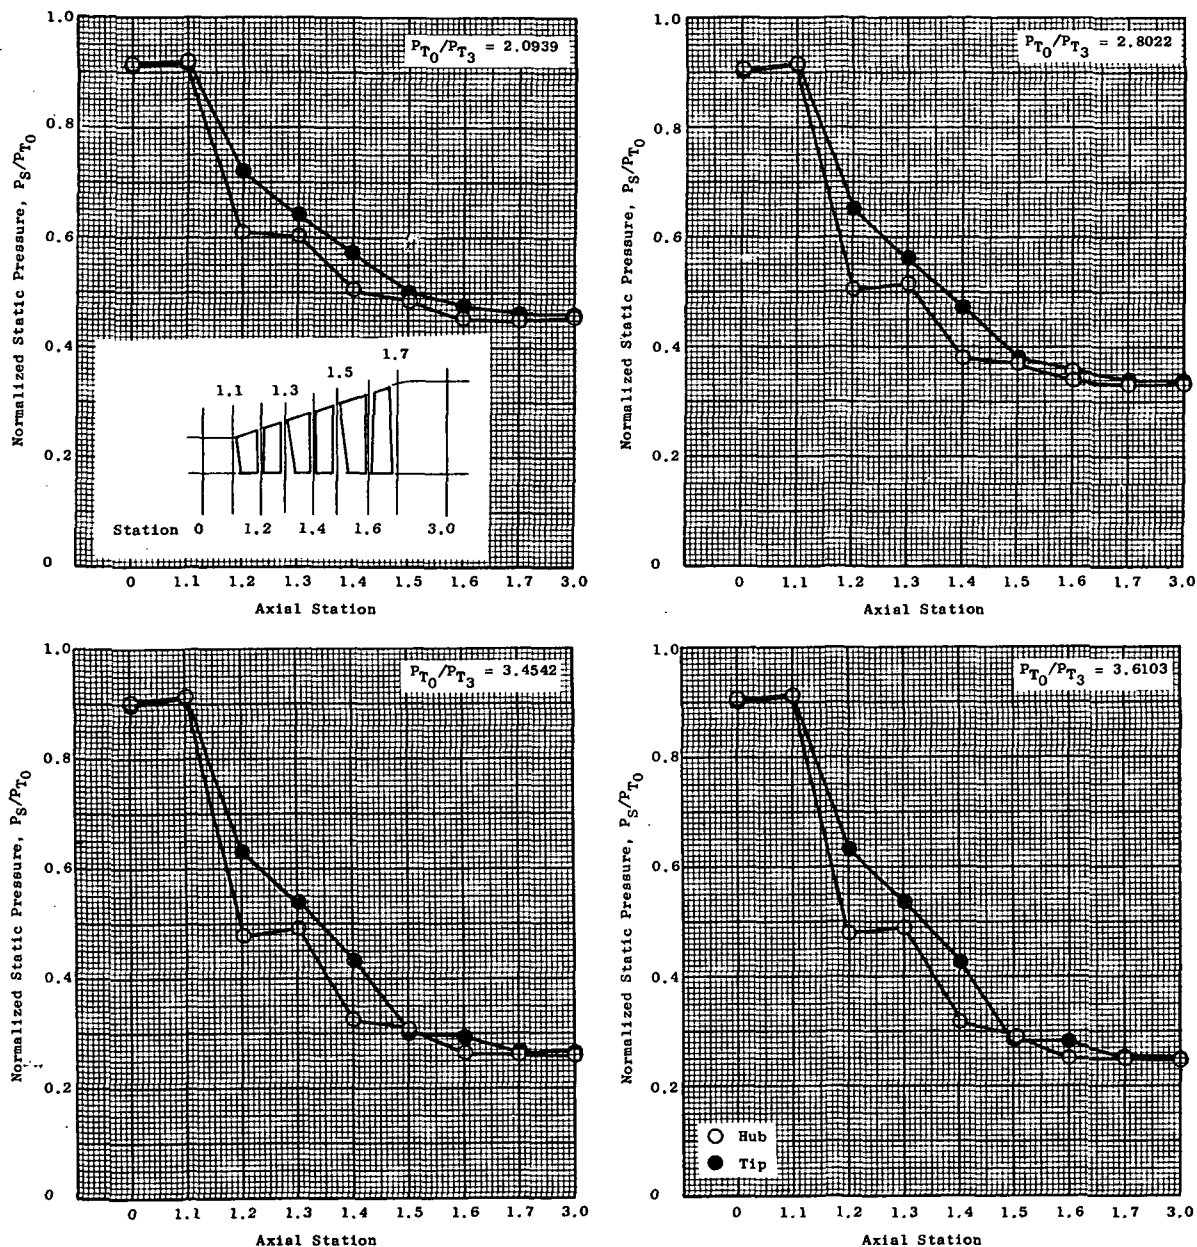 P_T0/P_T3 = 2.0939
1.0
0.8
0.6
0.4
0.2
0
Normalized Static Pressure, P_S/P_T0
1.7
1.5
1.1 1.3
Station 0 1.2 1.4 1.6 3.0
0 1.1 1.2 1.3 1.4 1.5 1.6 1.7 3.0
Axial Station
P_T0/P_T3 = 2.8022
1.0
0.8
0.6
0.4
0.2
0
Normalized Static Pressure, P_S/P_T0
0 1.1 1.2 1.3 1.4 1.5 1.6 1.7 3.0
Axial Station
P_T0/P_T3 = 3.4542
1.0
0.8
0.6
0.4
0.2
0
Normalized Static Pressure, P_S/P_T0
0 1.1 1.2 1.3 1.4 1.5 1.6 1.7 3.0
Axial Station
P_T0/P_T3 = 3.6103
1.0
0.8
0.6
0.4
0.2
0
Normalized Static Pressure, P_S/P_T0
Hub
Tip
0 1.1 1.2 1.3 1.4 1.5 1.6 1.7 3.0
Axial Station